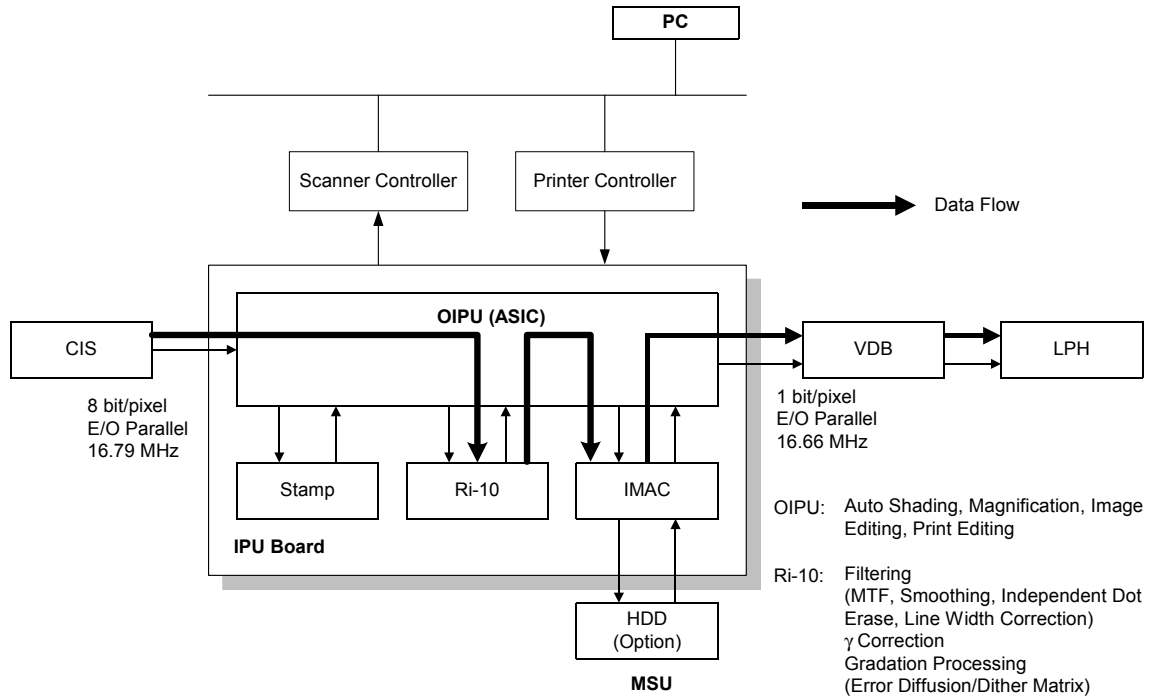 PC
Scanner Controller
Printer Controller
Data Flow
OIPU (ASIC)
CIS
VDB
LPH
8 bit/pixel
E/O Parallel
16.79 MHz
1 bit/pixel
E/O Parallel
16.66 MHz
Stamp
Ri-10
IMAC
IPU Board
HDD
(Option)
MSU
OIPU: Auto Shading, Magnification, Image
Editing, Print Editing
Ri-10: Filtering
(MTF, Smoothing, Independent Dot
Erase, Line Width Correction)
γ Correction
Gradation Processing
(Error Diffusion/Dither Matrix)